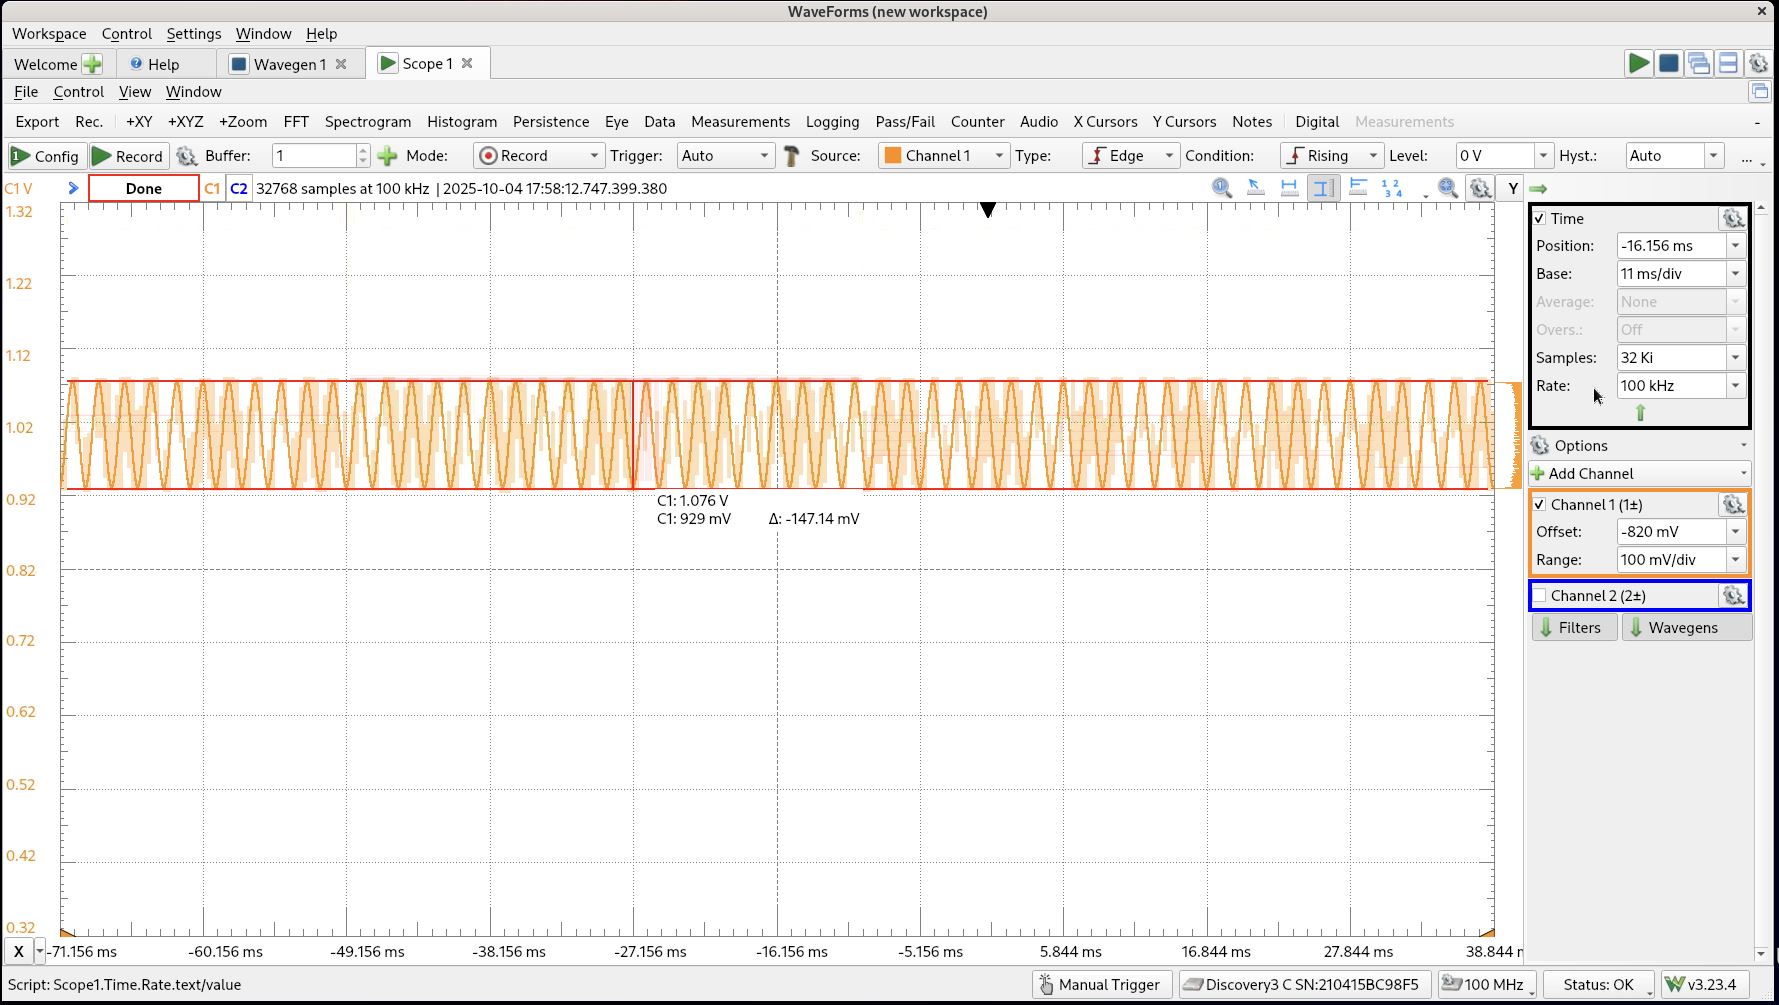 WaveForms (new workspace)
Workspace Control Settings Window Help
Welcome Help Wavegen 1 Scope 1
File Control View Window
Export Rec. +XY +XYZ +Zoom FFT Spectrogram Histogram Persistence Eye Data Measurements Logging Pass/Fail Counter Audio X Cursors Y Cursors Notes Digital Measurements -
Config Record Buffer: 1 Mode: Record Trigger: Auto Source: Channel 1 Type: Edge Condition: Rising Level: 0 V Hyst.: Auto ...
C1 V Done C1 C2 32768 samples at 100 kHz | 2025-10-04 17:58:12.747.399.380 Y
1.32
1.22
1.12
1.02
0.92
0.82
0.72
0.62
0.52
0.42
0.32
C1: 1.076 V
C1: 929 mV Δ: -147.14 mV
X -71.156 ms -60.156 ms -49.156 ms -38.156 ms -27.156 ms -16.156 ms -5.156 ms 5.844 ms 16.844 ms 27.844 ms 38.844 m
Time
Position: -16.156 ms
Base: 11 ms/div
Average: None
Overs.: Off
Samples: 32 Ki
Rate: 100 kHz
Options
Add Channel
Channel 1 (1±)
Offset: -820 mV
Range: 100 mV/div
Channel 2 (2±)
Filters Wavegens
Script: Scope1.Time.Rate.text/value Manual Trigger Discovery3 C SN:210415BC98F5 100 MHz Status: OK v3.23.4